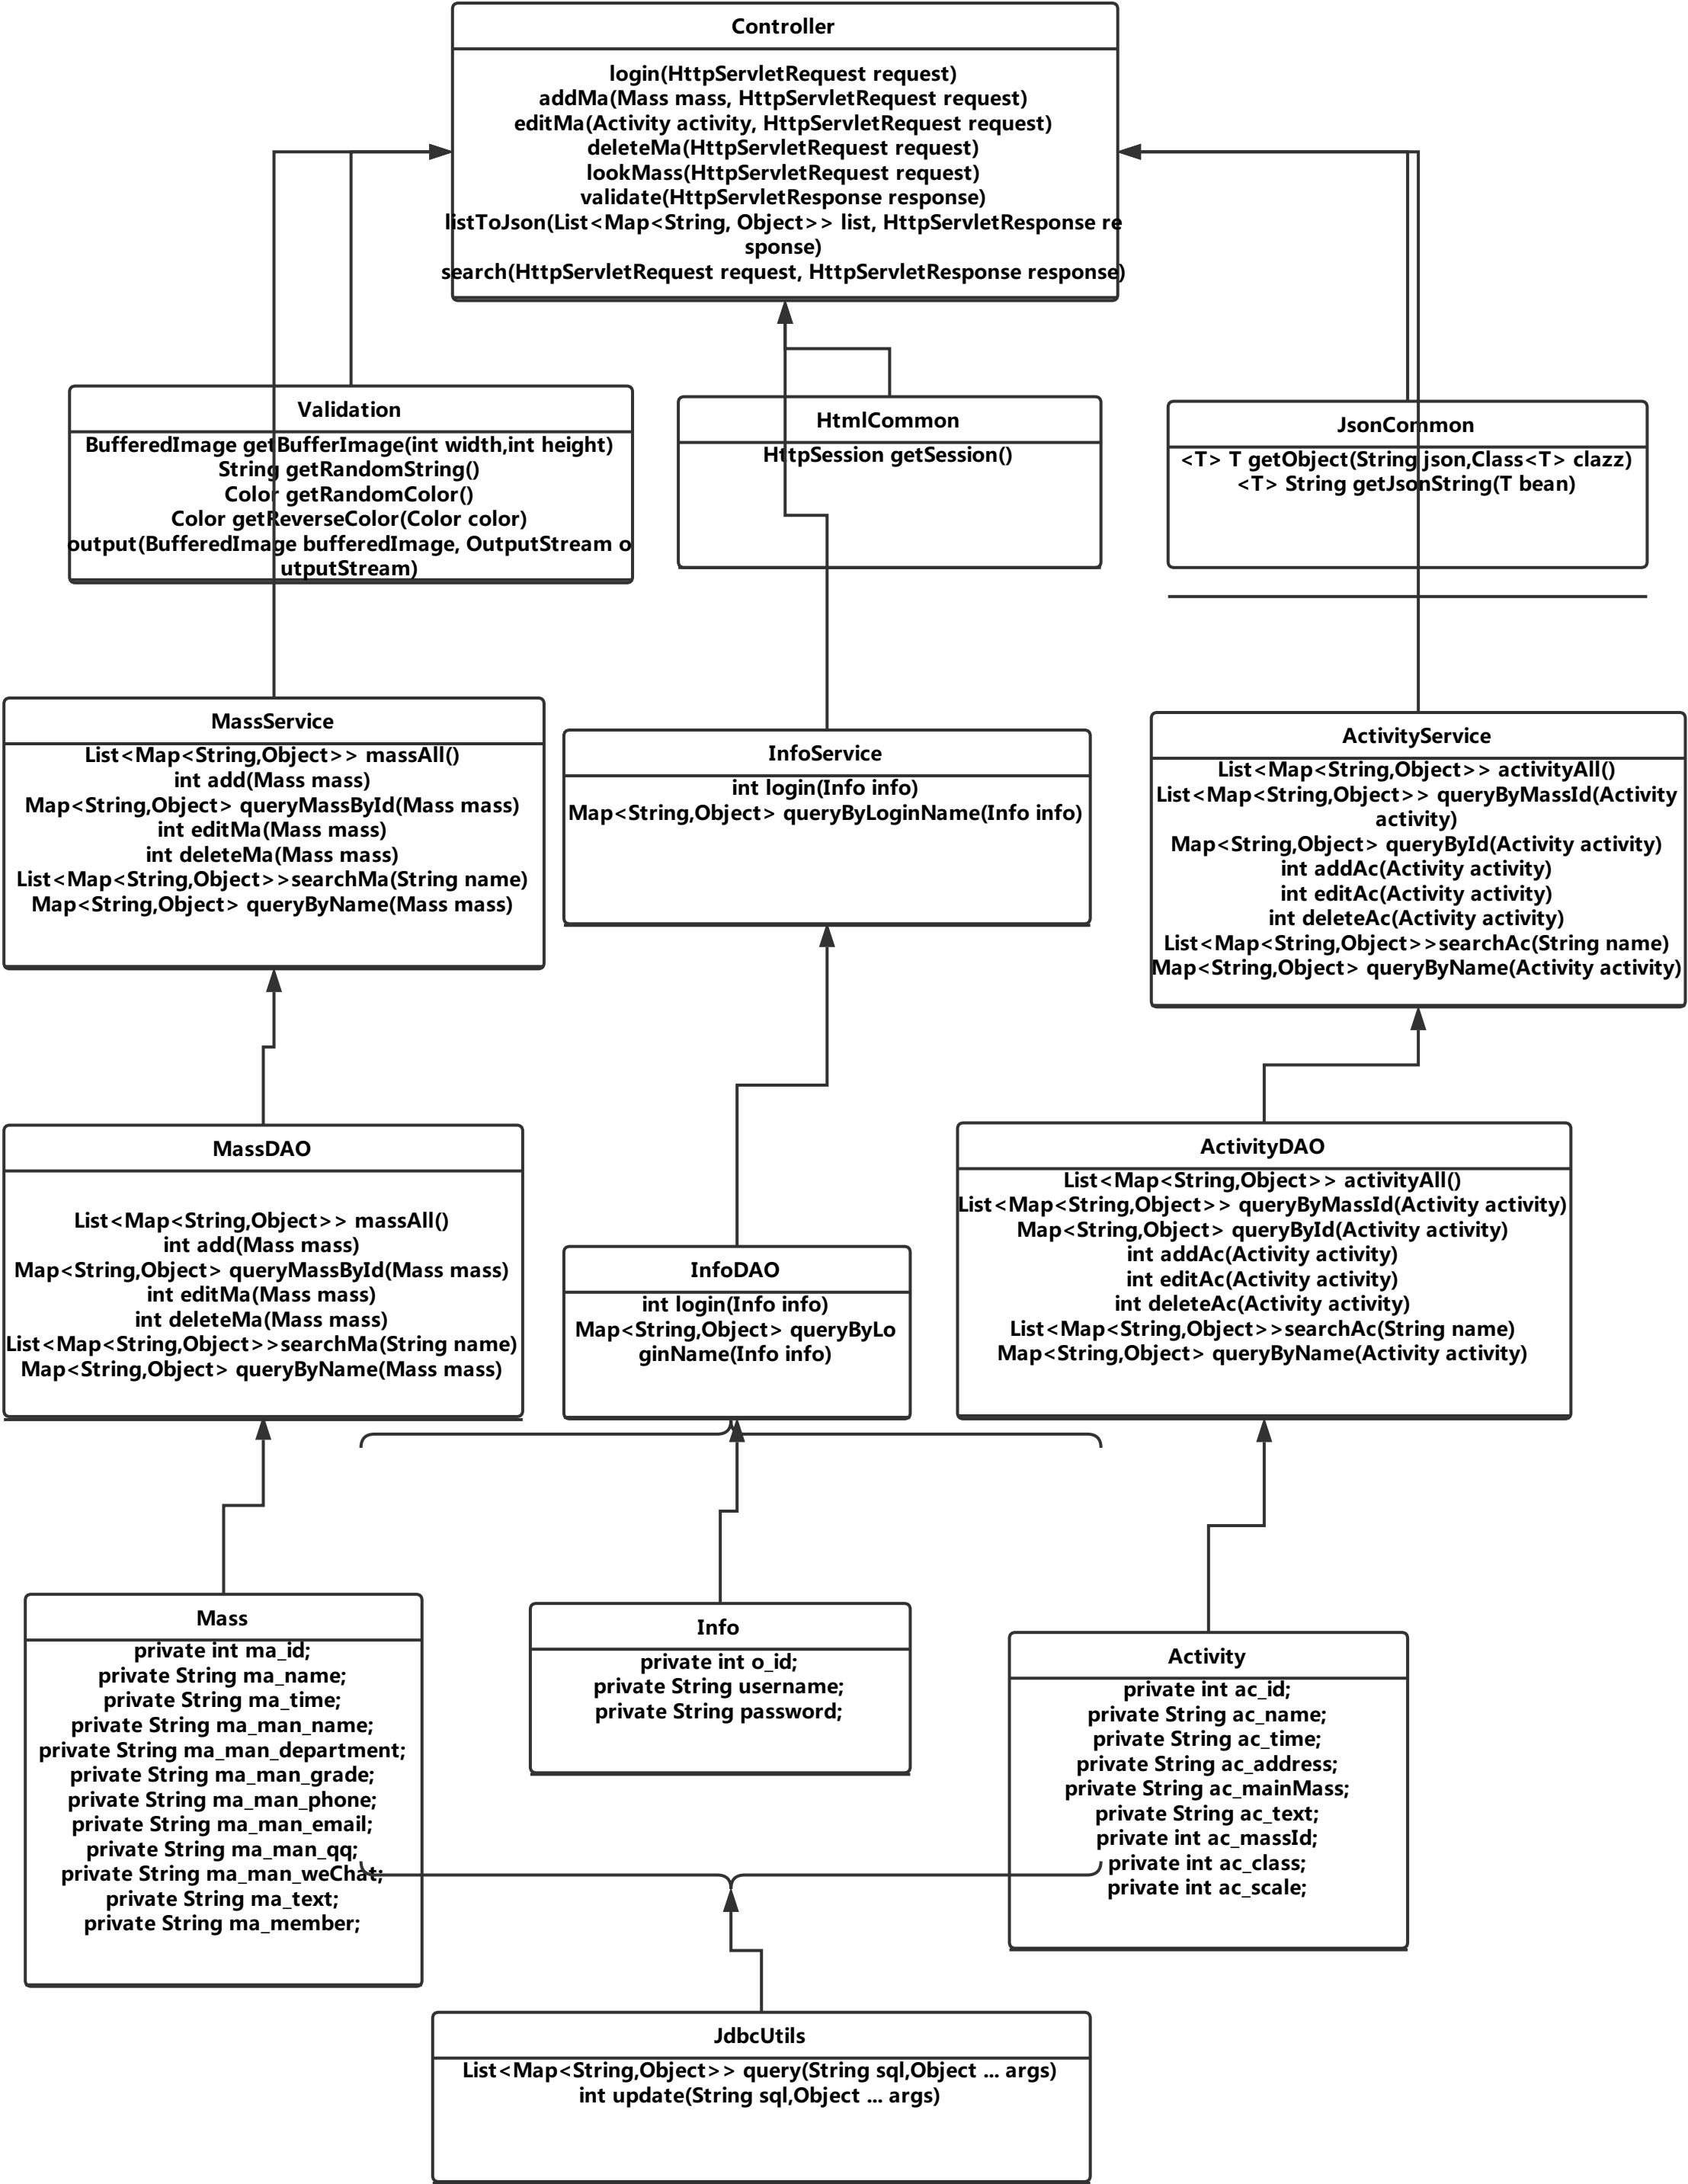 Controller
login(HttpServletRequest request)
addMa(Mass mass, HttpServletRequest request)
editMa(Activity activity, HttpServletRequest request)
deleteMa(HttpServletRequest request)
lookMass(HttpServletRequest request)
validate(HttpServletResponse response)
listToJson(List<Map<String, Object>> list, HttpServletResponse re
sponse)
search(HttpServletRequest request, HttpServletResponse response)
Validation
BufferedImage getBufferImage(int width,int height)
String getRandomString()
Color getRandomColor()
Color getReverseColor(Color color)
output(BufferedImage bufferedImage, OutputStream o
utputStream)
HtmlCommon
HttpSession getSession()
JsonCommon
<T> T getObject(String json,Class<T> clazz)
<T> String getJsonString(T bean)
MassService
List<Map<String,Object>> massAll()
int add(Mass mass)
Map<String,Object> queryMassById(Mass mass)
int editMa(Mass mass)
int deleteMa(Mass mass)
List<Map<String,Object>>searchMa(String name)
Map<String,Object> queryByName(Mass mass)
InfoService
int login(Info info)
Map<String,Object> queryByLoginName(Info info)
ActivityService
List<Map<String,Object>> activityAll()
List<Map<String,Object>> queryByMassId(Activity
activity)
Map<String,Object> queryById(Activity activity)
int addAc(Activity activity)
int editAc(Activity activity)
int deleteAc(Activity activity)
List<Map<String,Object>>searchAc(String name)
Map<String,Object> queryByName(Activity activity)
MassDAO
List<Map<String,Object>> massAll()
int add(Mass mass)
Map<String,Object> queryMassById(Mass mass)
int editMa(Mass mass)
int deleteMa(Mass mass)
List<Map<String,Object>>searchMa(String name)
Map<String,Object> queryByName(Mass mass)
InfoDAO
int login(Info info)
Map<String,Object> queryByLo
ginName(Info info)
ActivityDAO
List<Map<String,Object>> activityAll()
List<Map<String,Object>> queryByMassId(Activity activity)
Map<String,Object> queryById(Activity activity)
int addAc(Activity activity)
int editAc(Activity activity)
int deleteAc(Activity activity)
List<Map<String,Object>>searchAc(String name)
Map<String,Object> queryByName(Activity activity)
Mass
private int ma_id;
private String ma_name;
private String ma_time;
private String ma_man_name;
private String ma_man_department;
private String ma_man_grade;
private String ma_man_phone;
private String ma_man_email;
private String ma_man_qq;
private String ma_man_weChat;
private String ma_text;
private String ma_member;
Info
private int o_id;
private String username;
private String password;
Activity
private int ac_id;
private String ac_name;
private String ac_time;
private String ac_address;
private String ac_mainMass;
private String ac_text;
private int ac_massId;
private int ac_class;
private int ac_scale;
JdbcUtils
List<Map<String,Object>> query(String sql,Object ... args)
int update(String sql,Object ... args)